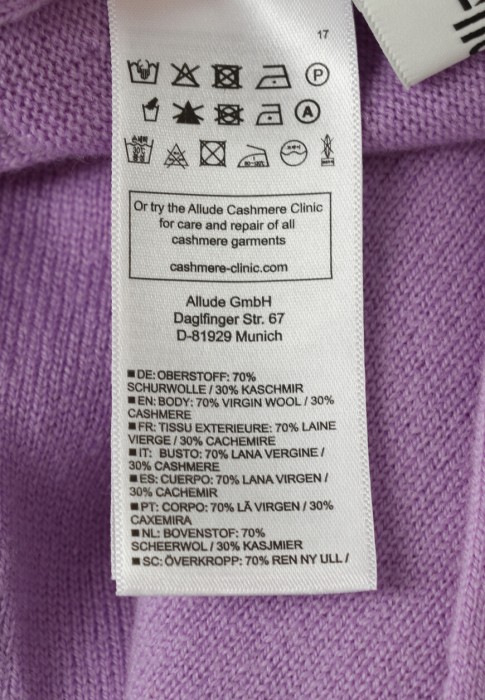 17
P
A
30℃
Or try the Allude Cashmere Clinic
for care and repair of all
cashmere garments
cashmere-clinic.com
Allude GmbH
Daglfinger Str. 67
D-81929 Munich
■ DE: OBERSTOFF: 70%
SCHURWOLLE / 30% KASCHMIR
■ EN: BODY: 70% VIRGIN WOOL / 30%
CASHMERE
■ FR: TISSU EXTERIEURE: 70% LAINE
VIERGE / 30% CACHEMIRE
■ IT: BUSTO: 70% LANA VERGINE /
30% CASHMERE
■ ES: CUERPO: 70% LANA VIRGEN /
30% CACHEMIR
■ PT: CORPO: 70% LÃ VIRGEN / 30%
CAXEMIRA
■ NL: BOVENSTOF: 70%
SCHEERWOL / 30% KASJMIER
■ SC: ÖVERKROPP: 70% REN NY ULL /